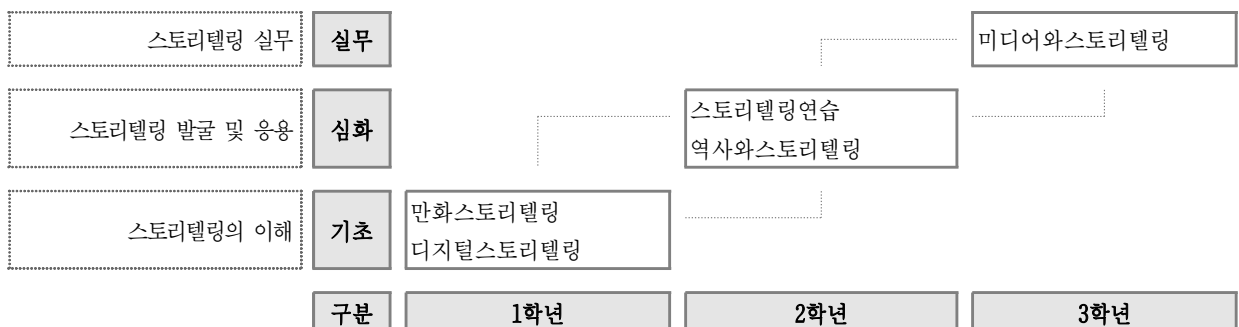 스토리텔링 실무 실무 미디어와스토리텔링
스토리텔링 발굴 및 응용 심화 스토리텔링연습
역사와스토리텔링
스토리텔링의 이해 기초 만화스토리텔링
디지털스토리텔링
구분 1학년 2학년 3학년